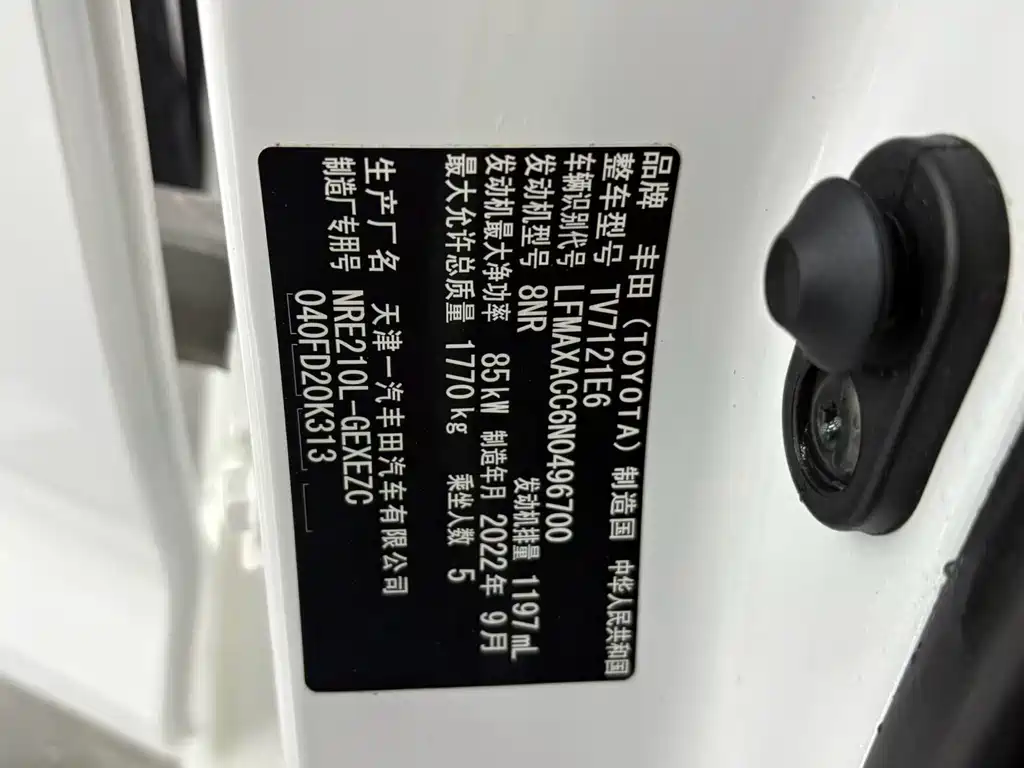 品牌 丰田 (TOYOTA) 制造国 中华人民共和国
整车型号 TV7121E6
车辆识别代号 LFMAXACC6N0496700
发动机型号 8NR 发动机排量 1197mL
发动机最大净功率 85kW 制造年月 2022年 9月
最大允许总质量 1770kg 乘坐人数 5
生产厂名 天津一汽丰田汽车有限公司
制造厂专用号 NRE210L-GEXEZC
040FD20K313